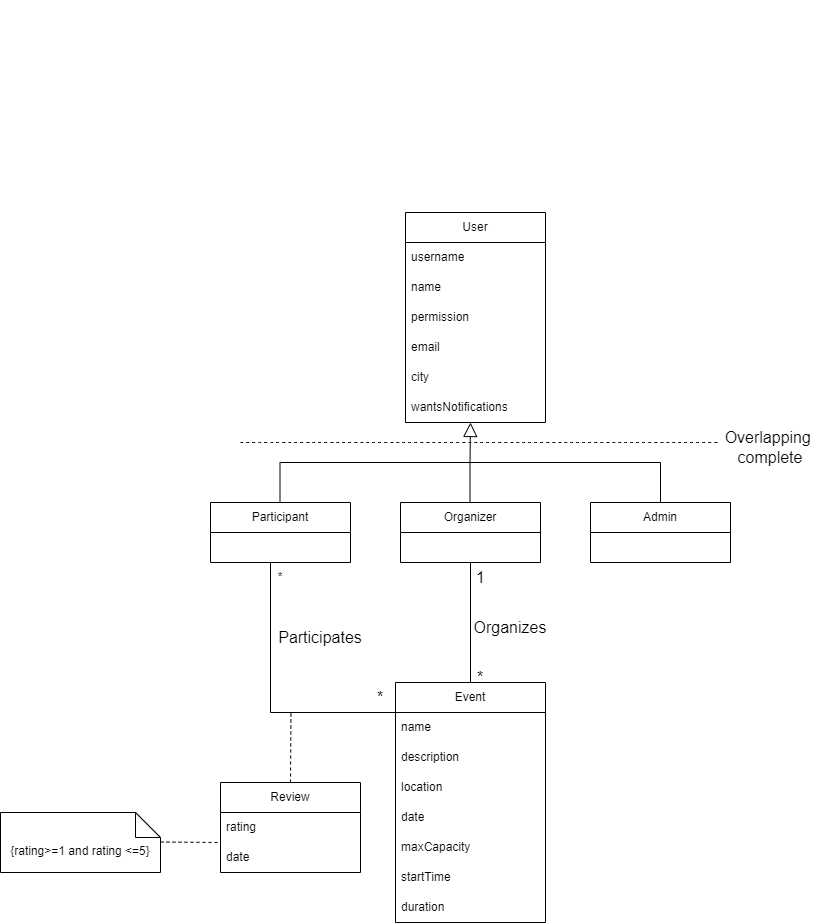 User
username
name
permission
email
city
wantsNotifications
Overlapping
complete
Participant
Organizer
Admin
*
1
Participates
Organizes
*
*
Event
name
description
location
date
maxCapacity
startTime
duration
Review
rating
date
{rating>=1 and rating <=5}